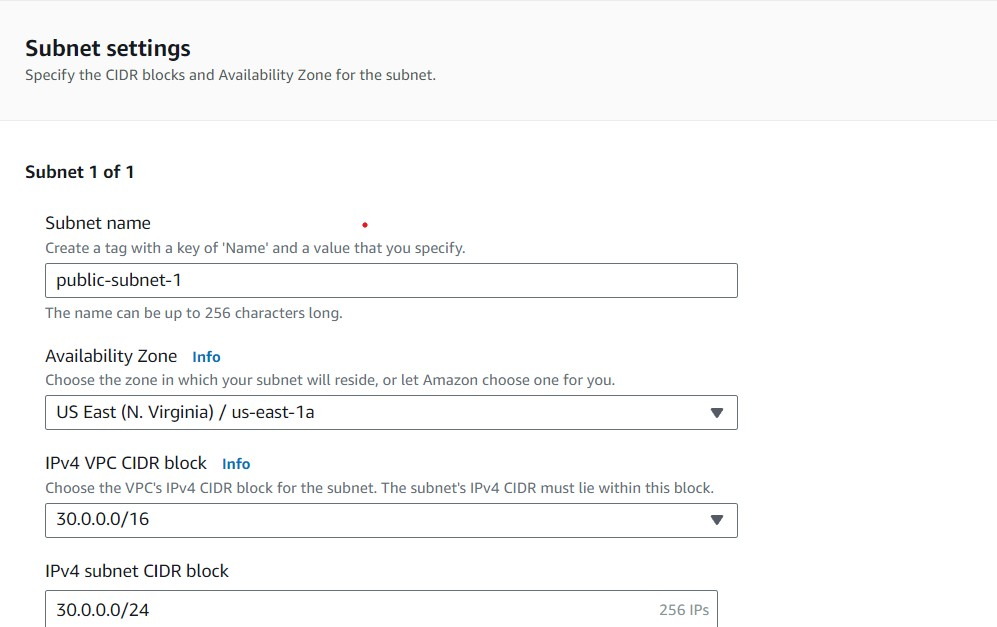 Subnet settings
Specify the CIDR blocks and Availability Zone for the subnet.
Subnet 1 of 1
Subnet name
Create a tag with a key of 'Name' and a value that you specify.
public-subnet-1
The name can be up to 256 characters long.
Availability Zone Info
Choose the zone in which your subnet will reside, or let Amazon choose one for you.
US East (N. Virginia) / us-east-1a
IPv4 VPC CIDR block Info
Choose the VPC's IPv4 CIDR block for the subnet. The subnet's IPv4 CIDR must lie within this block.
30.0.0.0/16
IPv4 subnet CIDR block
30.0.0.0/24 256 IPs